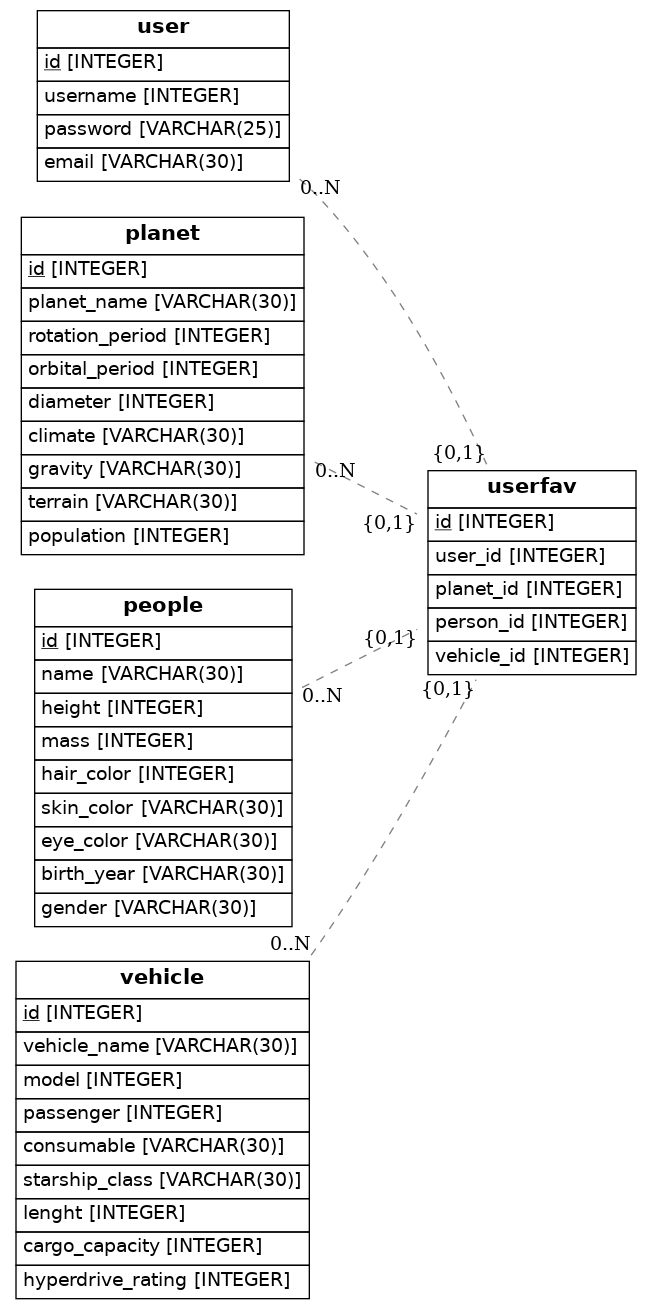 user
id [INTEGER]
username [INTEGER]
password [VARCHAR(25)]
email [VARCHAR(30)]
0..N
planet
id [INTEGER]
planet_name [VARCHAR(30)]
rotation_period [INTEGER]
orbital_period [INTEGER]
diameter [INTEGER]
climate [VARCHAR(30)]
gravity [VARCHAR(30)]
terrain [VARCHAR(30)]
population [INTEGER]
0..N
{0,1}
{0,1}
userfav
id [INTEGER]
user_id [INTEGER]
planet_id [INTEGER]
person_id [INTEGER]
vehicle_id [INTEGER]
{0,1}
{0,1}
people
id [INTEGER]
name [VARCHAR(30)]
height [INTEGER]
mass [INTEGER]
hair_color [INTEGER]
skin_color [VARCHAR(30)]
eye_color [VARCHAR(30)]
birth_year [VARCHAR(30)]
gender [VARCHAR(30)]
0..N
0..N
vehicle
id [INTEGER]
vehicle_name [VARCHAR(30)]
model [INTEGER]
passenger [INTEGER]
consumable [VARCHAR(30)]
starship_class [VARCHAR(30)]
lenght [INTEGER]
cargo_capacity [INTEGER]
hyperdrive_rating [INTEGER]